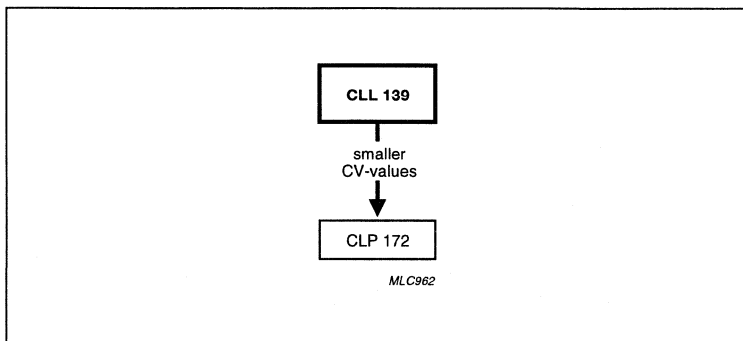 CLL 139
smaller
CV-values
CLP 172
MLC962